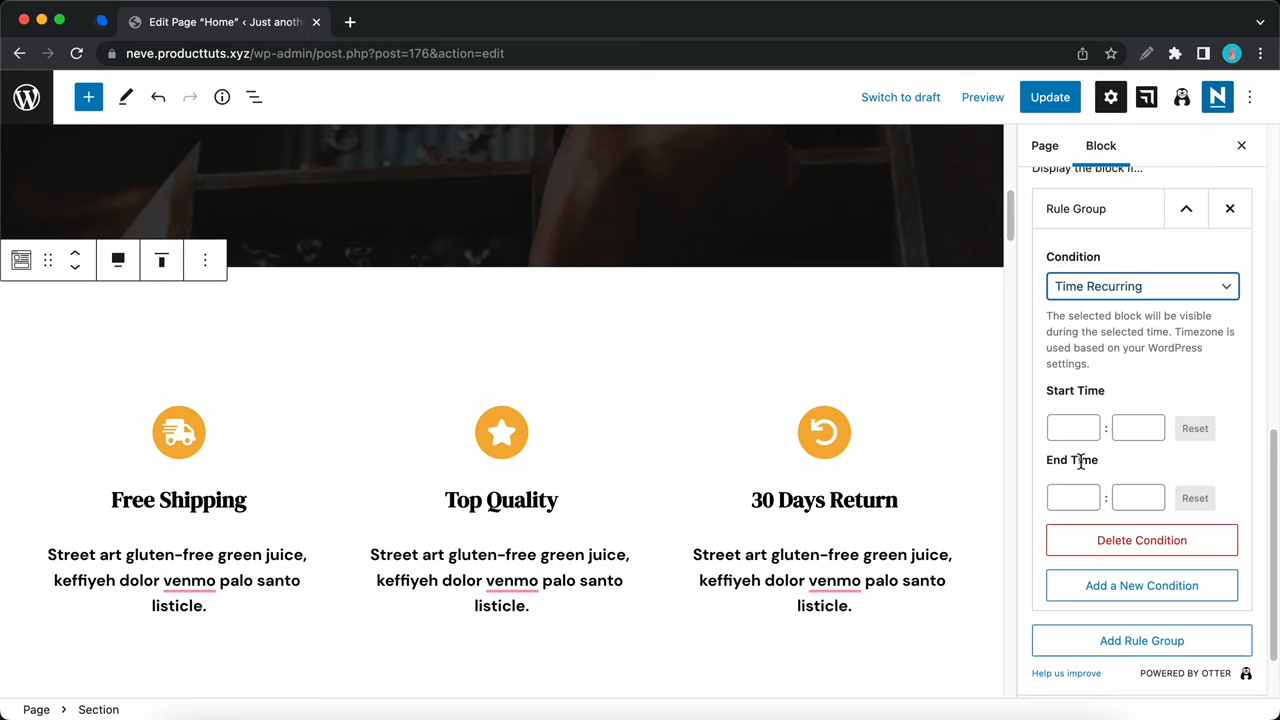 Edit Page “Home” ‹ Just anoth
neve.producttuts.xyz/wp-admin/post.php?post=176&action=edit
Switch to draft
Preview
Update
N
Page
Block
Display the block if...
Rule Group
Condition
Time Recurring
The selected block will be visible
during the selected time. Timezone is
used based on your WordPress
settings.
Start Time
:
Reset
End Time
:
Reset
Delete Condition
Add a New Condition
Add Rule Group
Help us improve
POWERED BY OTTER
Free Shipping
Street art gluten-free green juice,
keffiyeh dolor venmo palo santo
listicle.
Top Quality
Street art gluten-free green juice,
keffiyeh dolor venmo palo santo
listicle.
30 Days Return
Street art gluten-free green juice,
keffiyeh dolor venmo palo santo
listicle.
Page
Section